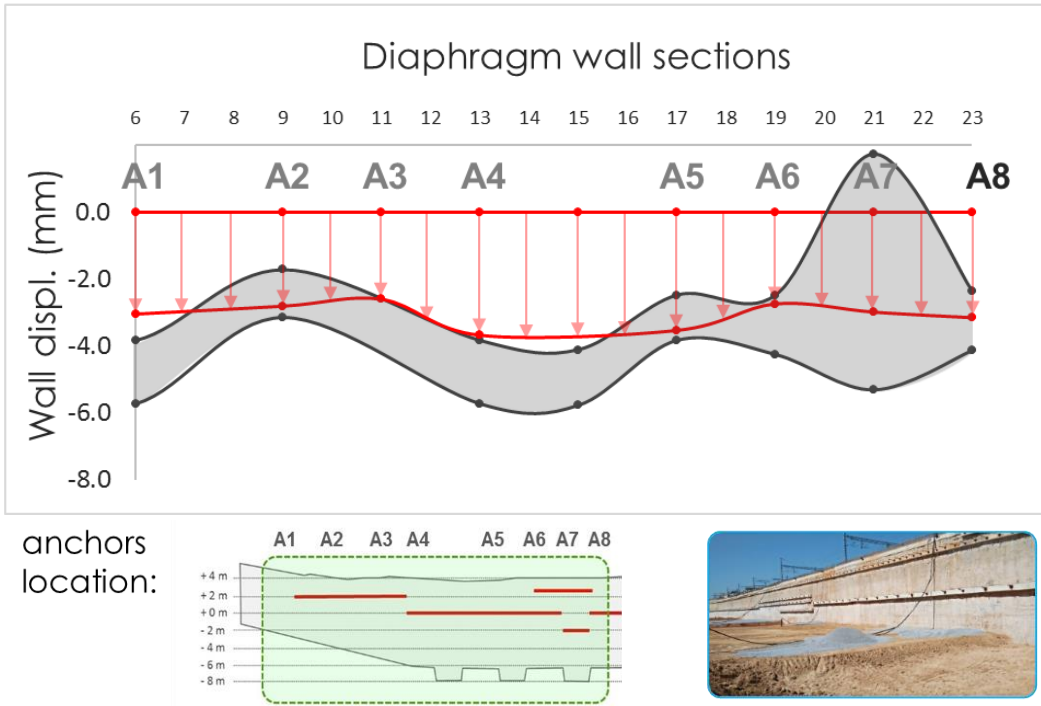 Diaphragm wall sections
6 7 8 9 10 11 12 13 14 15 16 17 18 19 20 21 22 23
A1 A2 A3 A4 A5 A6 A7 A8
Wall displ. (mm)
0.0
-2.0
-4.0
-6.0
-8.0
anchors
location:
A1 A2 A3 A4 A5 A6 A7 A8
+4 m
+2 m
+0 m
- 2 m
- 4 m
- 6 m
- 8 m